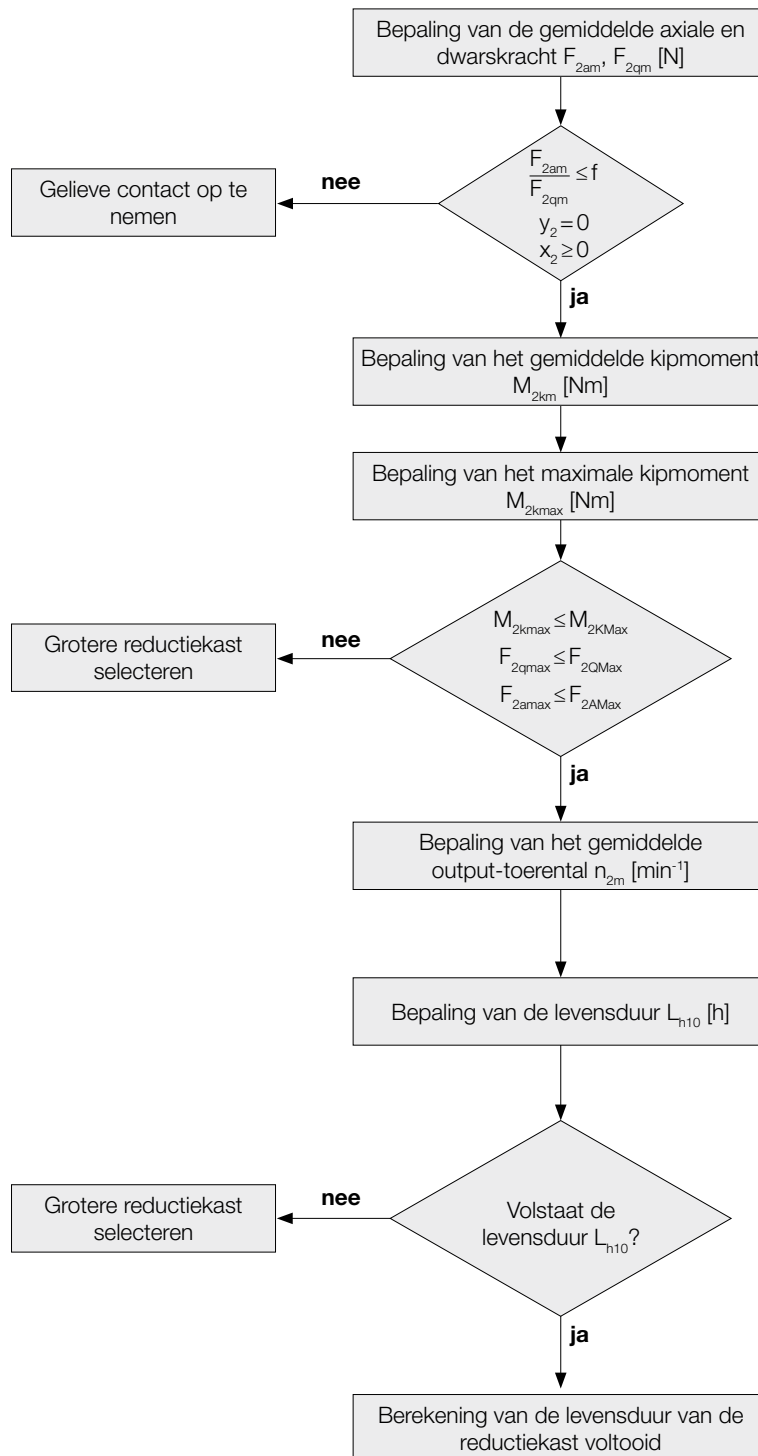 Bepaling van de gemiddelde axiale en
dwarskracht F₂ₐₘ, F₂qₘ [N]
F₂ₐₘ
F₂qₘ
≤ f
y₂ = 0
x₂ ≥ 0
nee
Gelieve contact op te
nemen
ja
Bepaling van het gemiddelde kipmoment
M₂ₖₘ [Nm]
Bepaling van het maximale kipmoment
M₂ₖₘₐₓ [Nm]
M₂ₖₘₐₓ ≤ M₂KMax
F₂qmax ≤ F₂QMax
F₂amax ≤ F₂AMax
nee
Grotere reductiekast
selecteren
ja
Bepaling van het gemiddelde
output-toerental n₂ₘ [min⁻¹]
Bepaling van de levensduur Lₕ₁₀ [h]
Volstaat de
levensduur Lₕ₁₀?
nee
Grotere reductiekast
selecteren
ja
Berekening van de levensduur van de
reductiekast voltooid